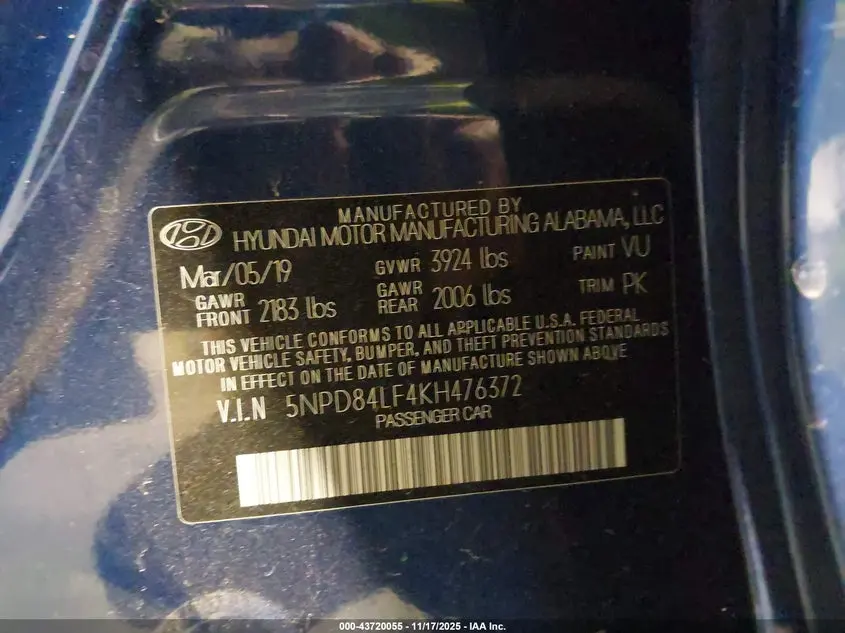 MANUFACTURED BY
HYUNDAI MOTOR MANUFACTURING ALABAMA, LLC
Mar/05/19 GVWR 3924 lbs PAINT VU
GAWR FRONT 2183 lbs GAWR REAR 2006 lbs TRIM PK
THIS VEHICLE CONFORMS TO ALL APPLICABLE U.S.A. FEDERAL
MOTOR VEHICLE SAFETY, BUMPER, AND THEFT PREVENTION STANDARDS
IN EFFECT ON THE DATE OF MANUFACTURE SHOWN ABOVE
V.I.N 5NPD84LF4KH476372
PASSENGER CAR
000-43720055 - 11/17/2025 - IAA Inc.